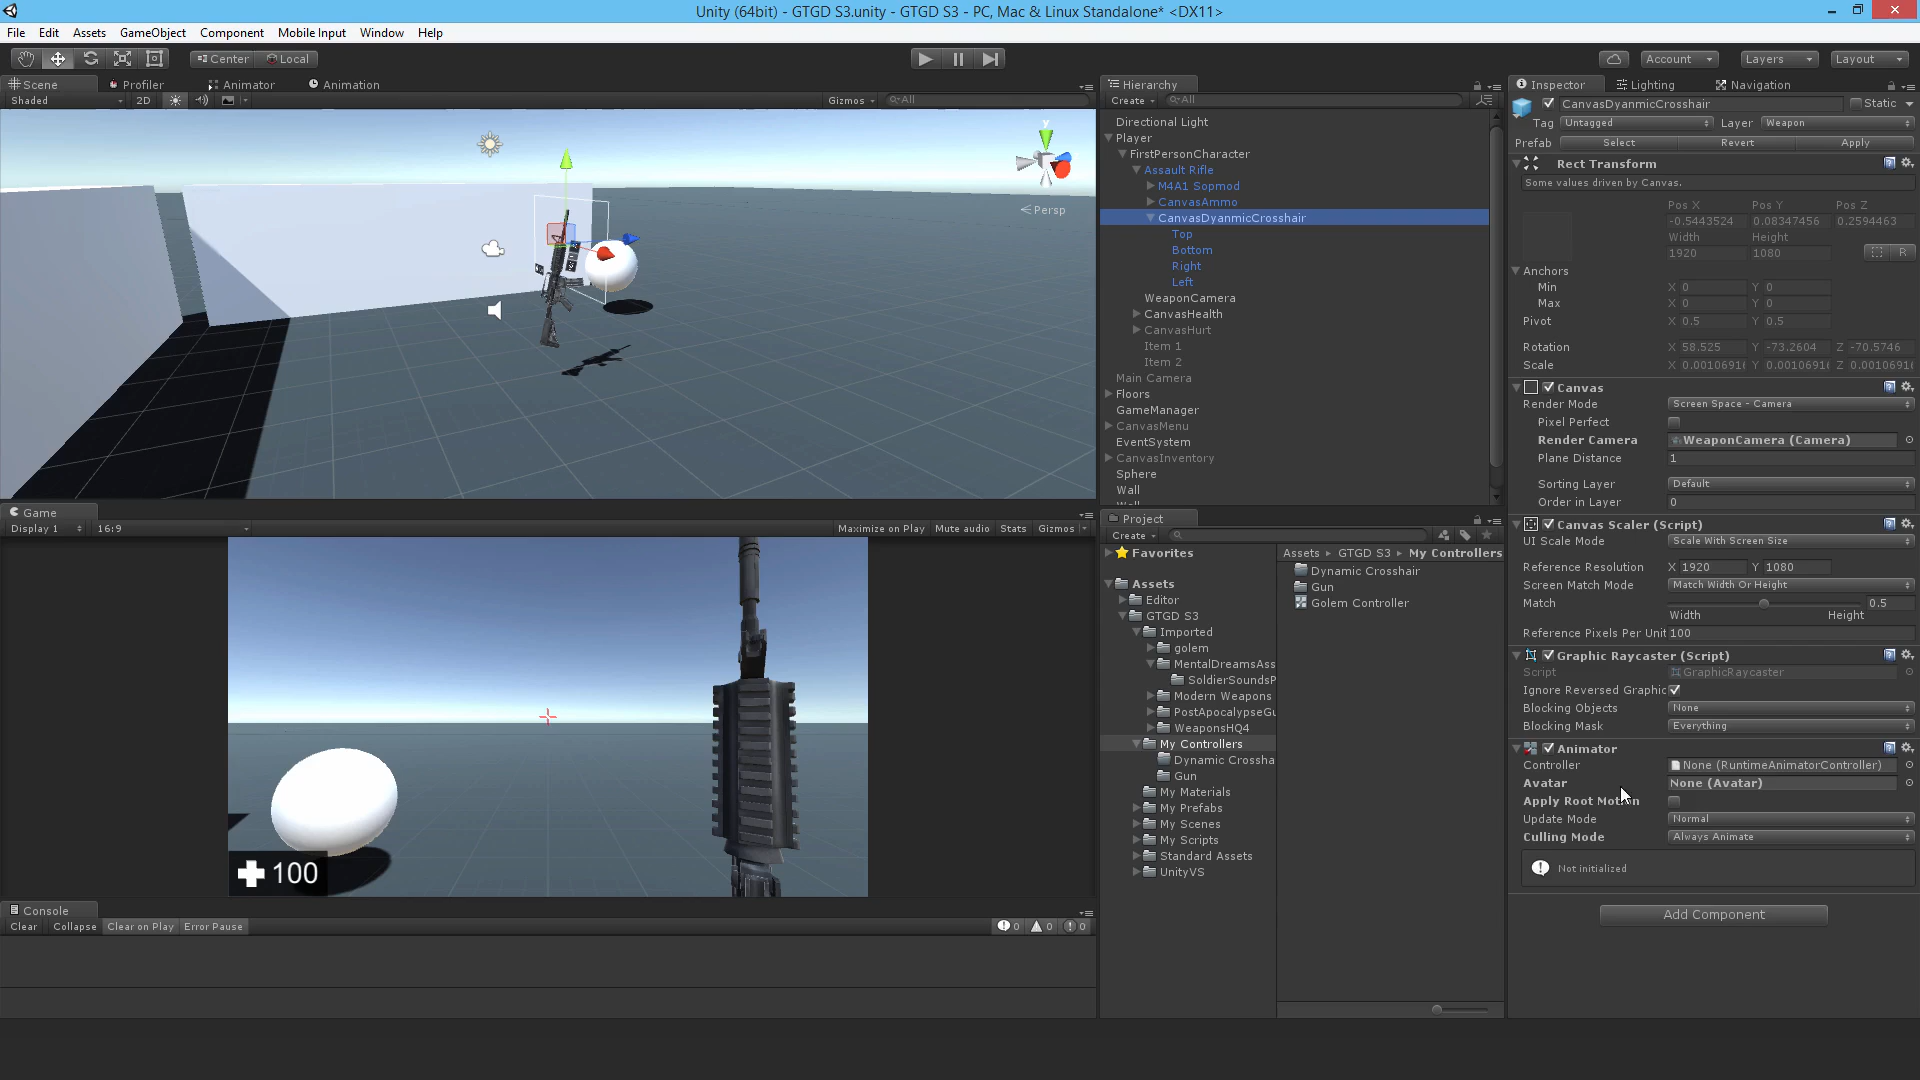 Unity (64bit) - GTGD S3.unity - GTGD S3 - PC, Mac & Linux Standalone* <DX11>
File Edit Assets GameObject Component Mobile Input Window Help
Center Local Account Layers Layout
Scene Profiler Animator Animation
Shaded 2D Gizmos All
y
Persp
Game
Display 1 16:9 Maximize on Play Mute audio Stats Gizmos
100
Console
Clear Collapse Clear on Play Error Pause 0 0 0
Hierarchy
Create All
Directional Light
Player
FirstPersonCharacter
Assault Rifle
M4A1 Sopmod
CanvasAmmo
CanvasDyanmicCrosshair
Top
Bottom
Right
Left
WeaponCamera
CanvasHealth
CanvasHurt
Item 1
Item 2
Main Camera
Floors
GameManager
CanvasMenu
EventSystem
CanvasInventory
Sphere
Wall
Project
Create
Favorites
Assets
Editor
GTGD S3
Imported
golem
MentalDreamsAss
SoldierSoundsP
Modern Weapons
PostApocalypseGu
WeaponsHQ4
My Controllers
Dynamic Crossha
Gun
My Materials
My Prefabs
My Scenes
My Scripts
Standard Assets
UnityVS
Assets GTGD S3 My Controllers
Dynamic Crosshair
Gun
Golem Controller
Inspector Lighting Navigation
CanvasDyanmicCrosshair Static
Tag Untagged Layer Weapon
Prefab Select Revert Apply
Rect Transform
Some values driven by Canvas.
Pos X Pos Y Pos Z
-0.5443524 0.08347456 0.2594463
Width Height
1920 1080 R
Anchors
Min X 0 Y 0
Max X 0 Y 0
Pivot X 0.5 Y 0.5
Rotation X 58.525 Y -73.2604 Z -70.5746
Scale X 0.0010691 Y 0.0010691 Z 0.0010691
Canvas
Render Mode Screen Space - Camera
Pixel Perfect
Render Camera WeaponCamera (Camera)
Plane Distance 1
Sorting Layer Default
Order in Layer 0
Canvas Scaler (Script)
UI Scale Mode Scale With Screen Size
Reference Resolution X 1920 Y 1080
Screen Match Mode Match Width Or Height
Match 0.5
Width Height
Reference Pixels Per Unit 100
Graphic Raycaster (Script)
Script GraphicRaycaster
Ignore Reversed Graphic
Blocking Objects None
Blocking Mask Everything
Animator
Controller None (RuntimeAnimatorController)
Avatar None (Avatar)
Apply Root Motion
Update Mode Normal
Culling Mode Always Animate
Not initialized
Add Component